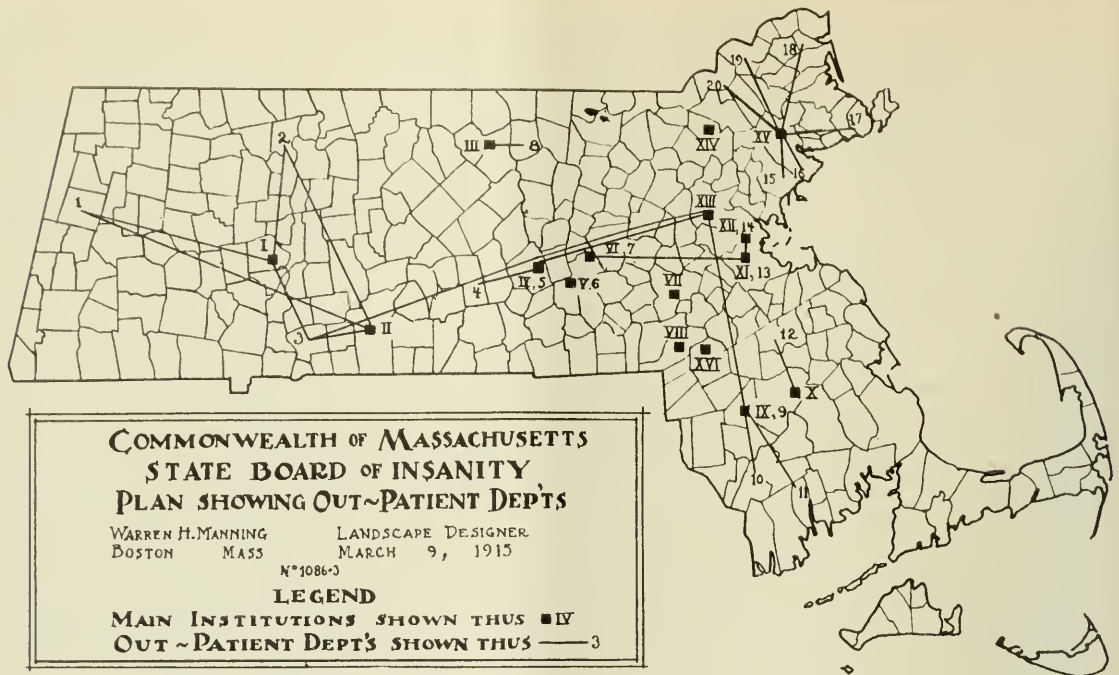 18
19
20
17
XV
2
III 8
XIV
15 16
1
XIII
XII, 14
I
VI, 7
XI, 13
4
IV, 5
V, 6
VII
3
II
12
VIII
XVI
X
IX, 9
10
11
COMMONWEALTH OF MASSACHUSETTS
STATE BOARD OF INSANITY
PLAN SHOWING OUT~PATIENT DEP'TS
WARREN H. MANNING LANDSCAPE DESIGNER
BOSTON MASS MARCH 9, 1915
Nº 1086-3
LEGEND
MAIN INSTITUTIONS SHOWN THUS ■ IV
OUT~PATIENT DEPT'S SHOWN THUS —— 3